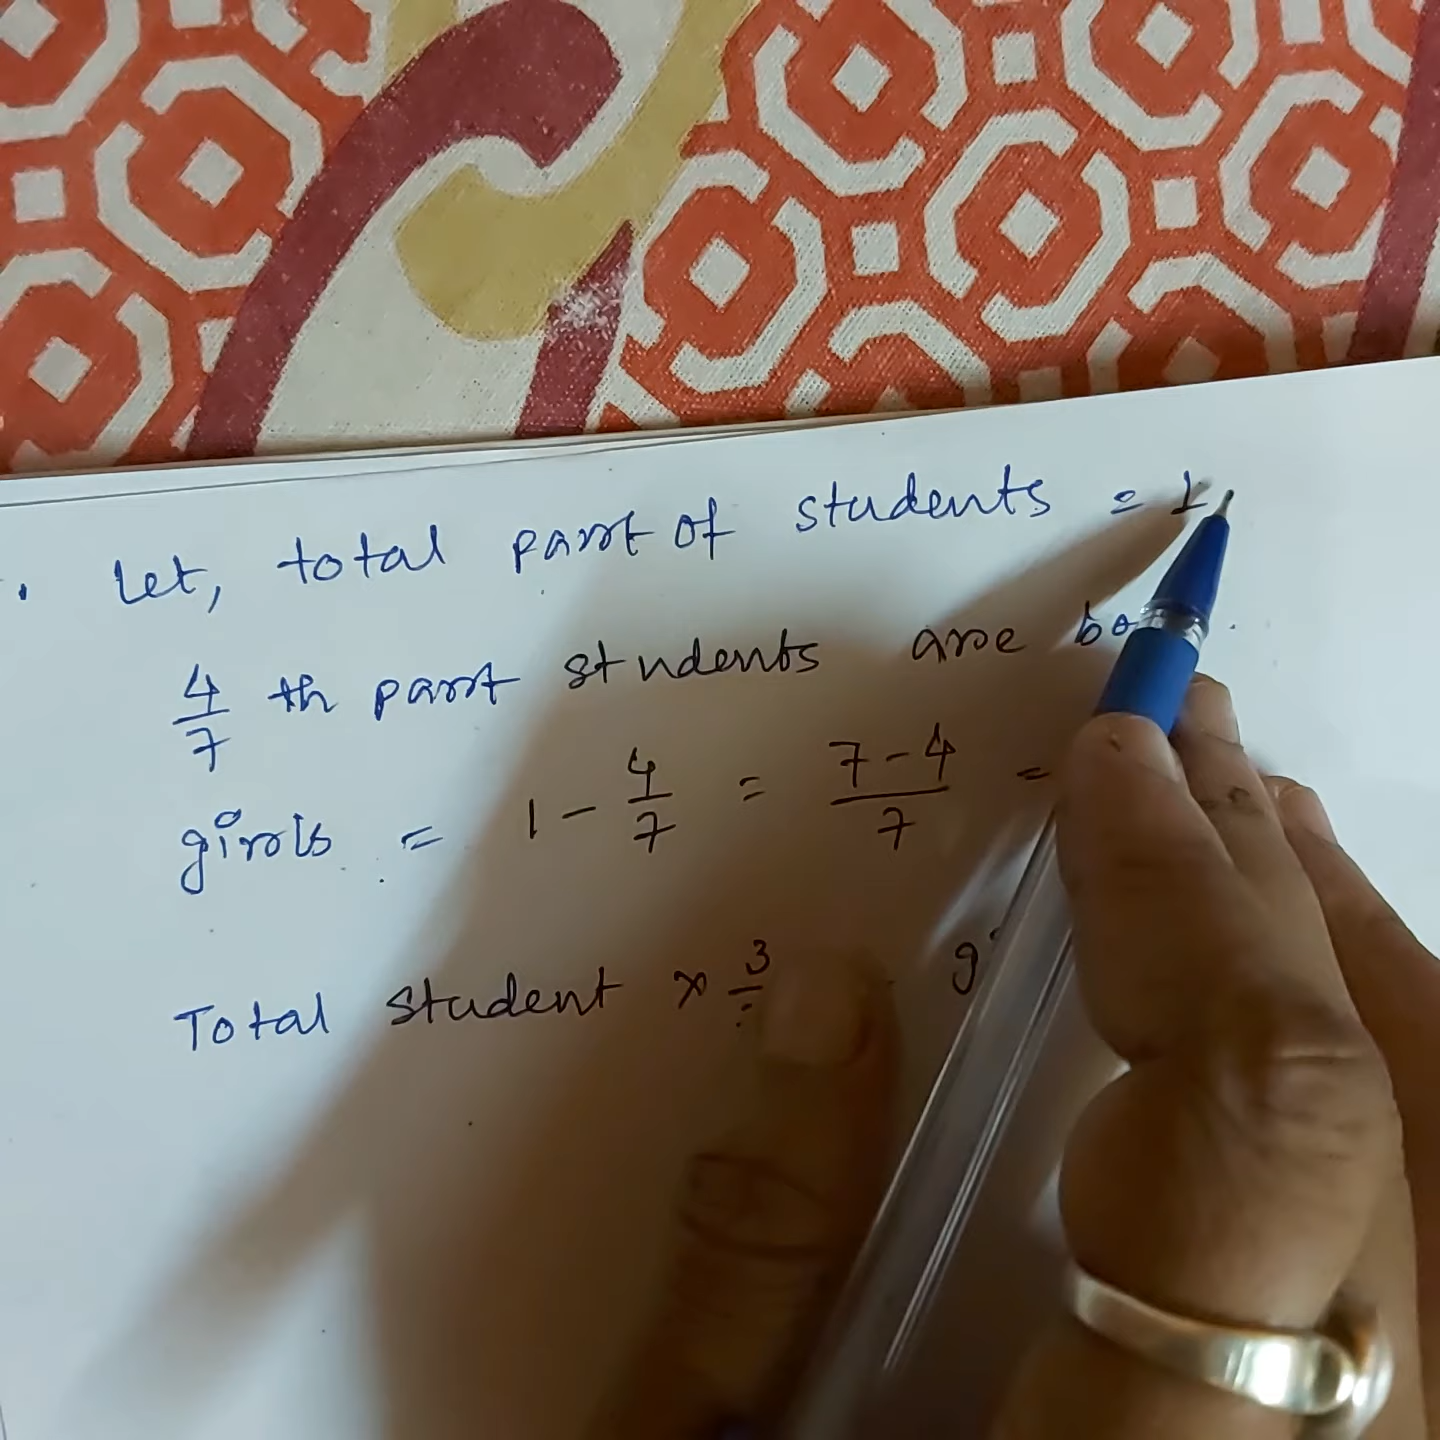 Let, total part of students = 1
4/7 th part students are bo
girls = 1 - 4/7 = 7-4/7 =
Total student × 3 g